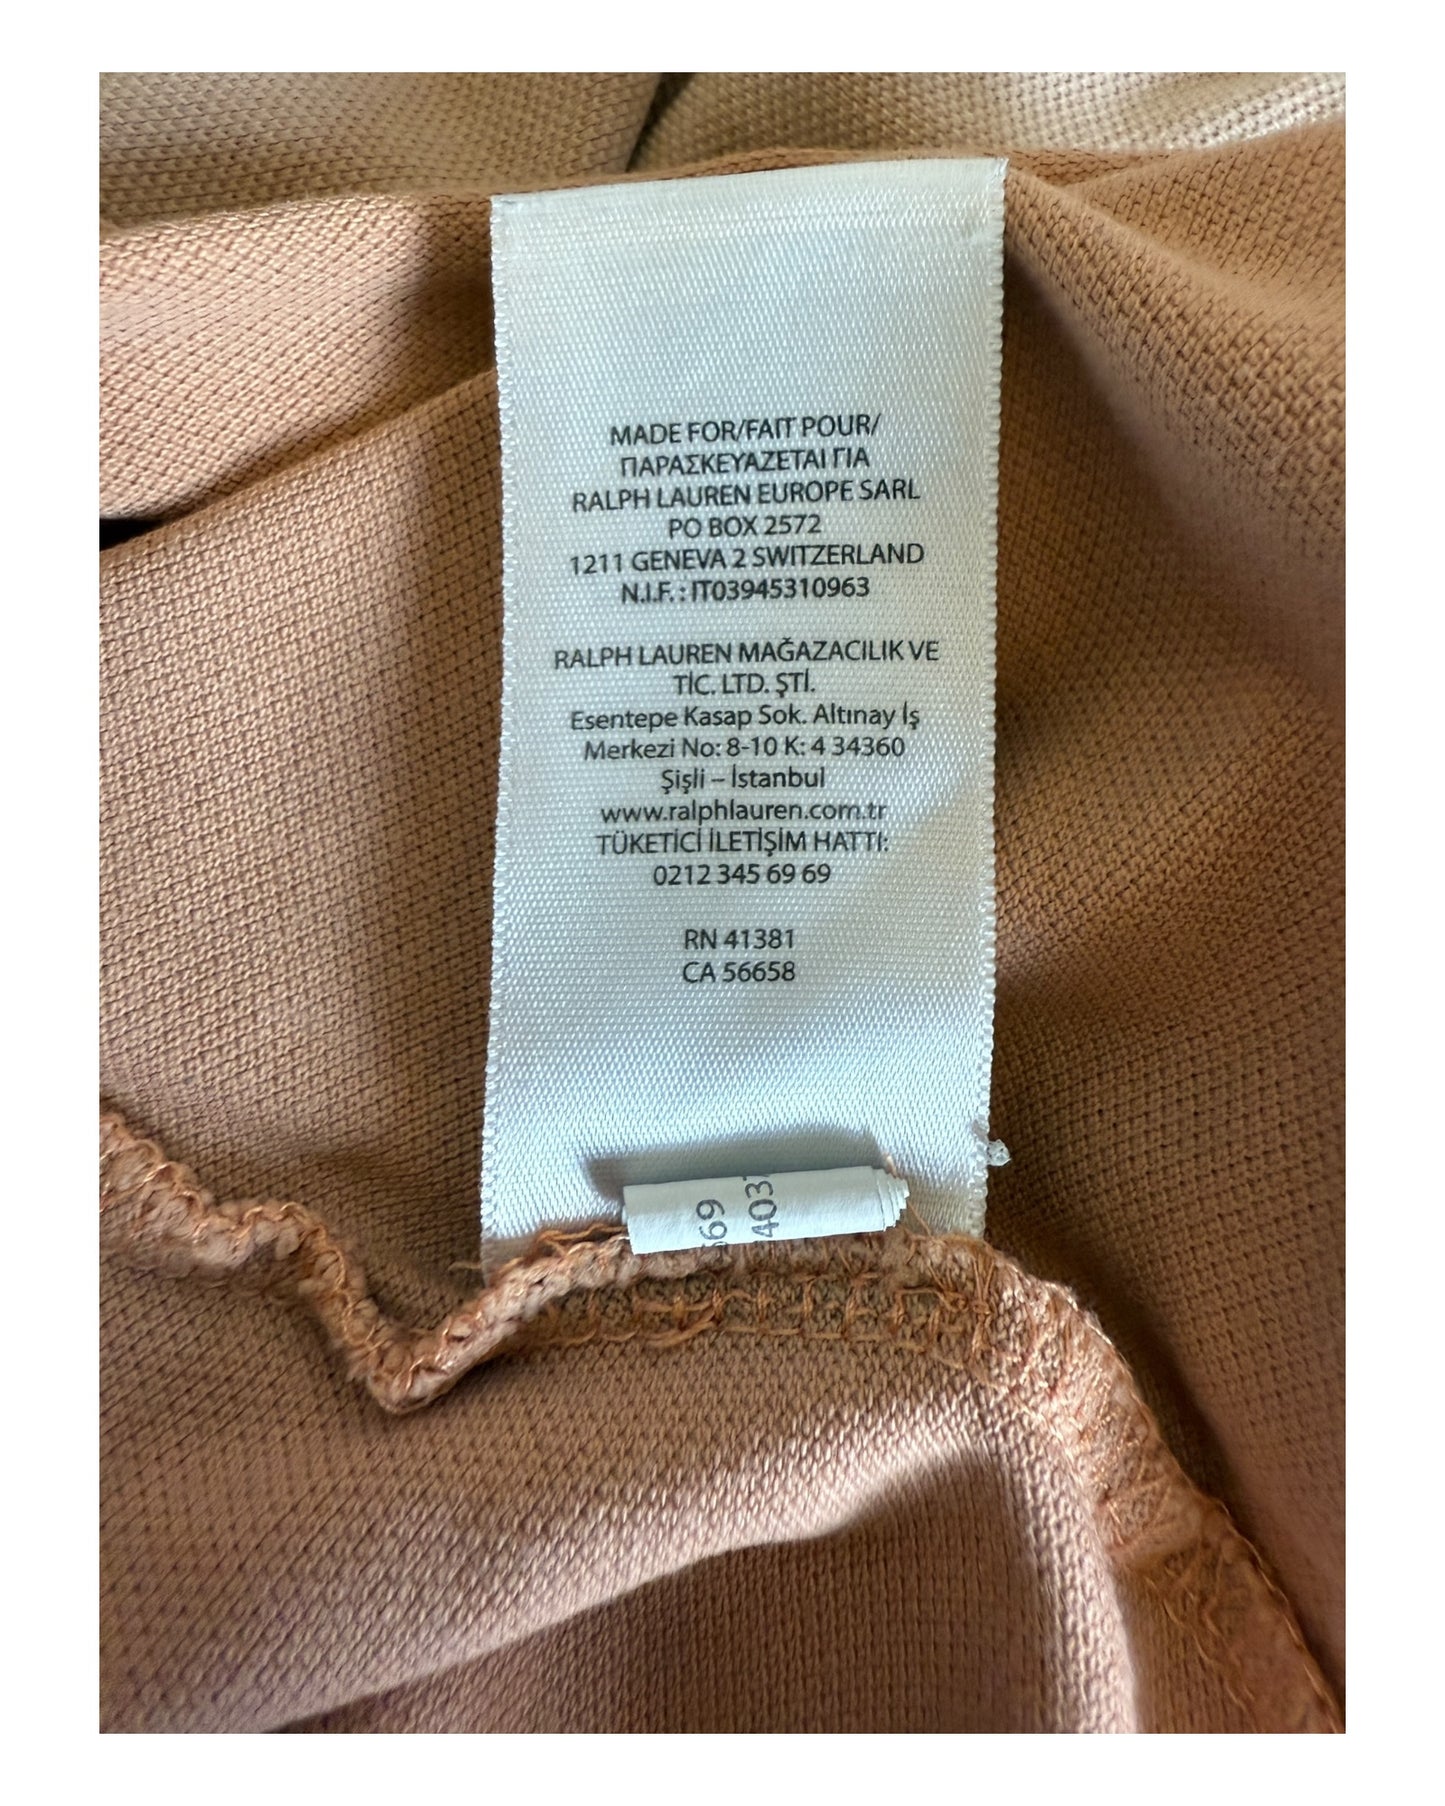 MADE FOR/FAIT POUR/
ΠΑΡΑΣΚΕΥΑΖΕΤΑΙ ΓΙΑ
RALPH LAUREN EUROPE SARL
PO BOX 2572
1211 GENEVA 2 SWITZERLAND
N.I.F. : IT03945310963
RALPH LAUREN MAĞAZACILIK VE
TİC. LTD. ŞTİ.
Esentepe Kasap Sok. Altınay İş
Merkezi No: 8-10 K: 4 34360
Şişli – İstanbul
www.ralphlauren.com.tr
TÜKETİCİ İLETİŞİM HATTI:
0212 345 69 69
RN 41381
CA 56658